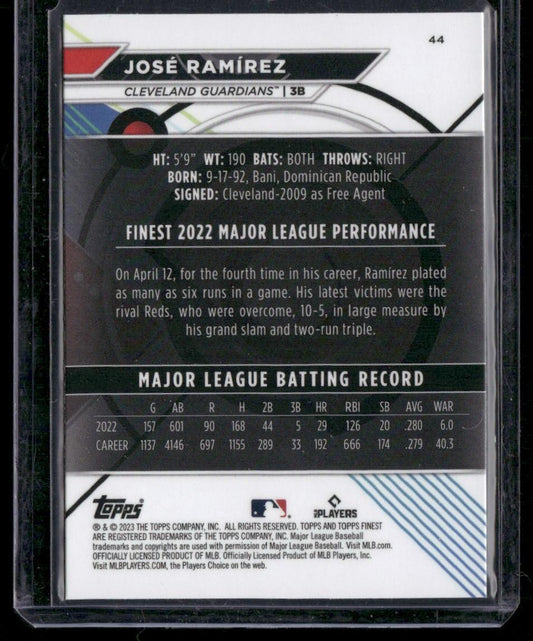 44
JOSÉ RAMÍREZ
CLEVELAND GUARDIANS™ | 3B
HT: 5'9" WT: 190 BATS: BOTH THROWS: RIGHT
BORN: 9-17-92, Bani, Dominican Republic
SIGNED: Cleveland-2009 as Free Agent
FINEST 2022 MAJOR LEAGUE PERFORMANCE
On April 12, for the fourth time in his career, Ramírez plated
as many as six runs in a game. His latest victims were the
rival Reds, who were overcome, 10-5, in large measure by
his grand slam and two-run triple.
MAJOR LEAGUE BATTING RECORD
G AB R H 2B 3B HR RBI SB AVG WAR
2022 157 601 90 168 44 5 29 126 20 .280 6.0
CAREER 1137 4146 697 1155 289 33 192 666 174 .279 40.3
Topps
PLAYERS
® & © 2023 THE TOPPS COMPANY, INC. ALL RIGHTS RESERVED. TOPPS AND TOPPS FINEST
ARE REGISTERED TRADEMARKS OF THE TOPPS COMPANY, INC. Major League Baseball
trademarks and copyrights are used with permission of Major League Baseball. Visit MLB.com.
OFFICIALLY LICENSED PRODUCT OF MLB. Officially Licensed Product of MLB Players, Inc.
Visit MLBPLAYERS.COM, the Players Choice on the web.